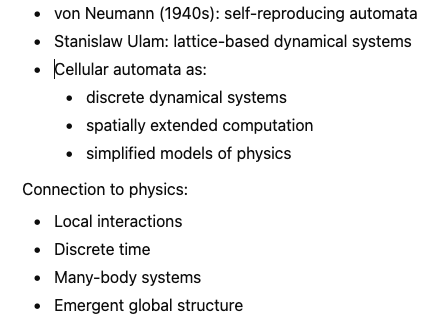 • von Neumann (1940s): self-reproducing automata
• Stanislaw Ulam: lattice-based dynamical systems
• Cellular automata as:
• discrete dynamical systems
• spatially extended computation
• simplified models of physics
Connection to physics:
• Local interactions
• Discrete time
• Many-body systems
• Emergent global structure